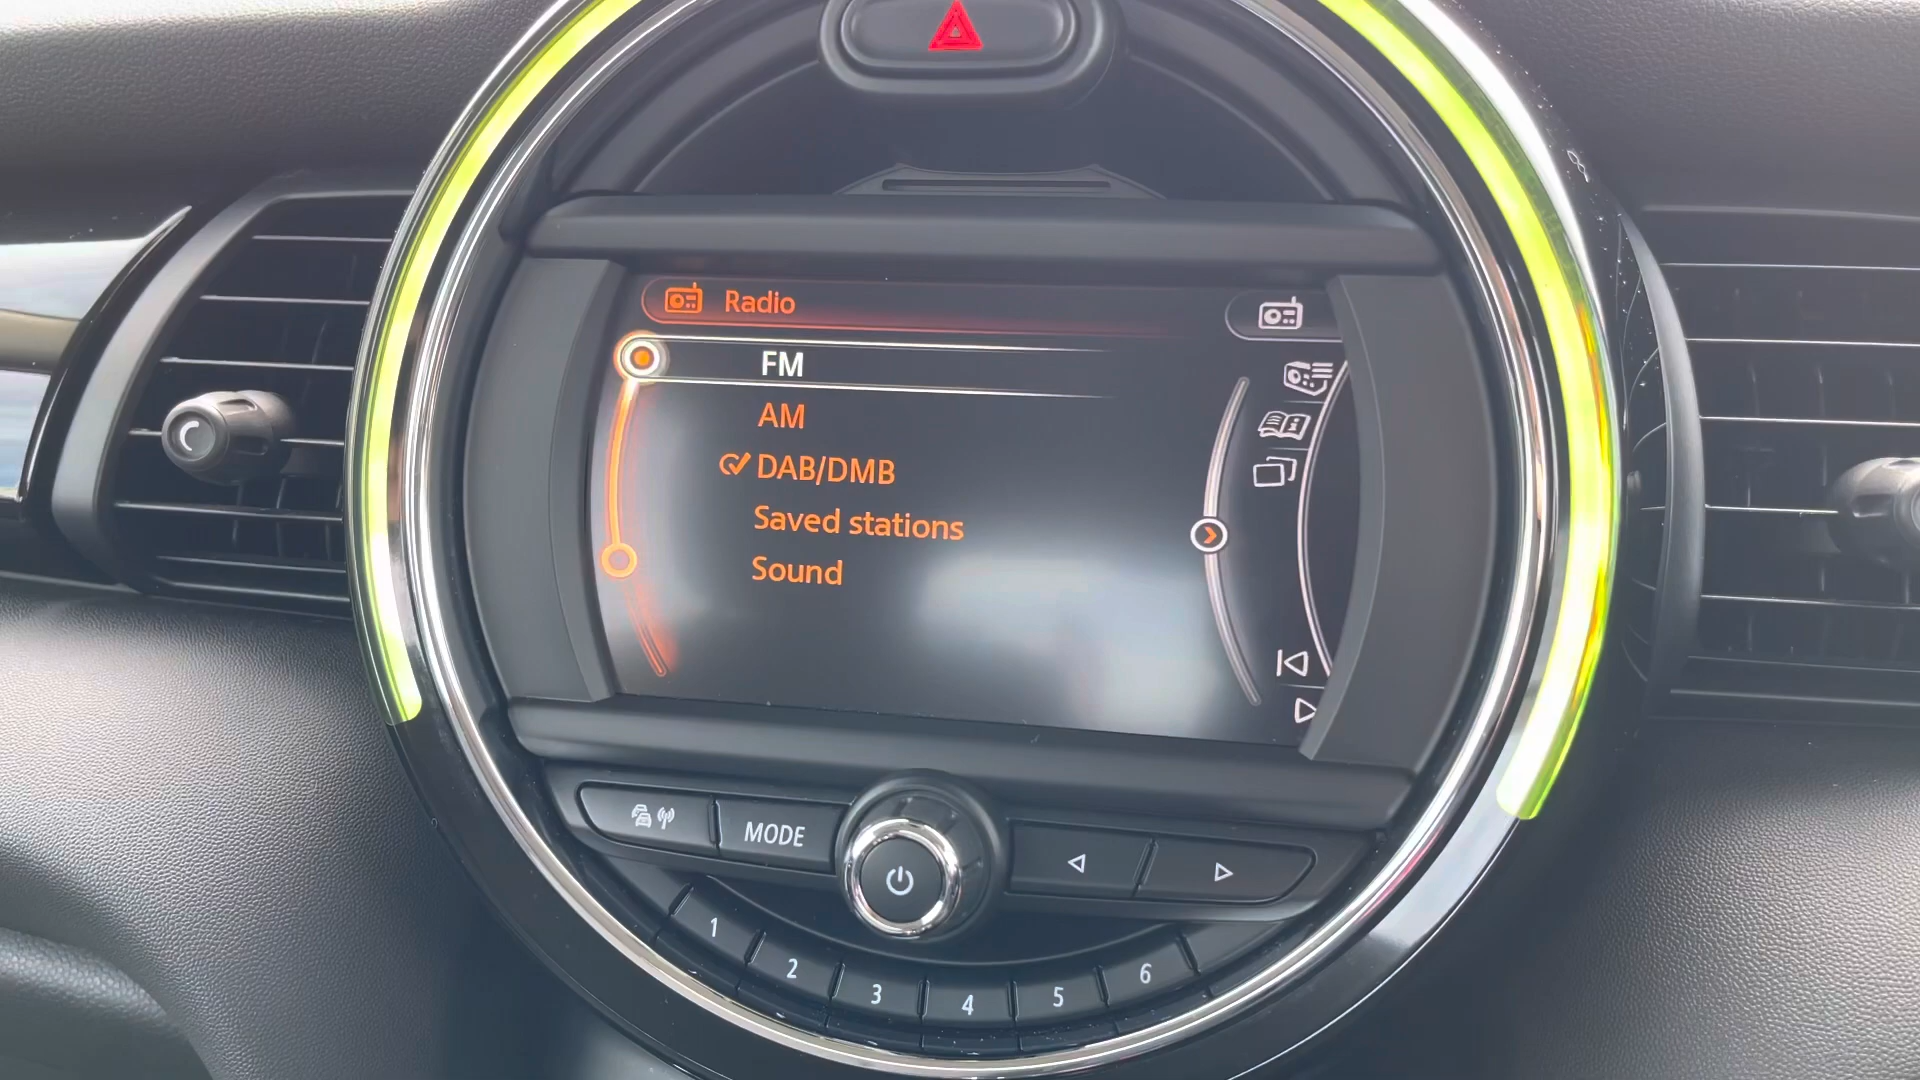 Radio
FM
AM
DAB/DMB
Saved stations
Sound
MODE
1
2
3
4
5
6